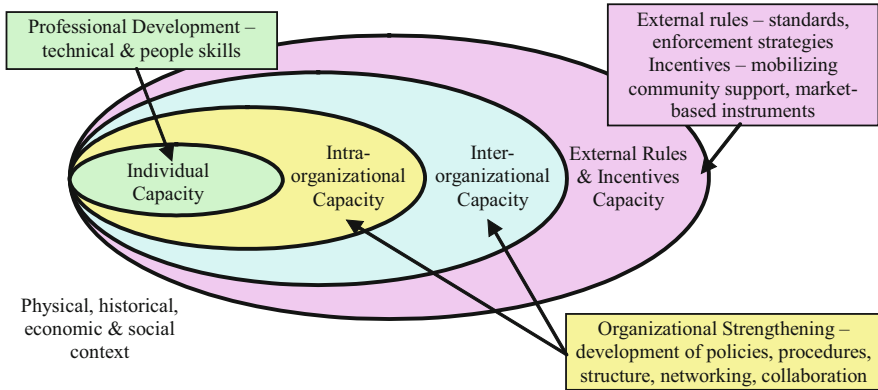 Professional Development –
technical & people skills
External rules – standards,
enforcement strategies
Incentives – mobilizing
community support, market-
based instruments
Individual
Capacity
Intra-
organizational
Capacity
Inter-
organizational
Capacity
External Rules
& Incentives
Capacity
Physical, historical,
economic & social
context
Organizational Strengthening –
development of policies, procedures,
structure, networking, collaboration